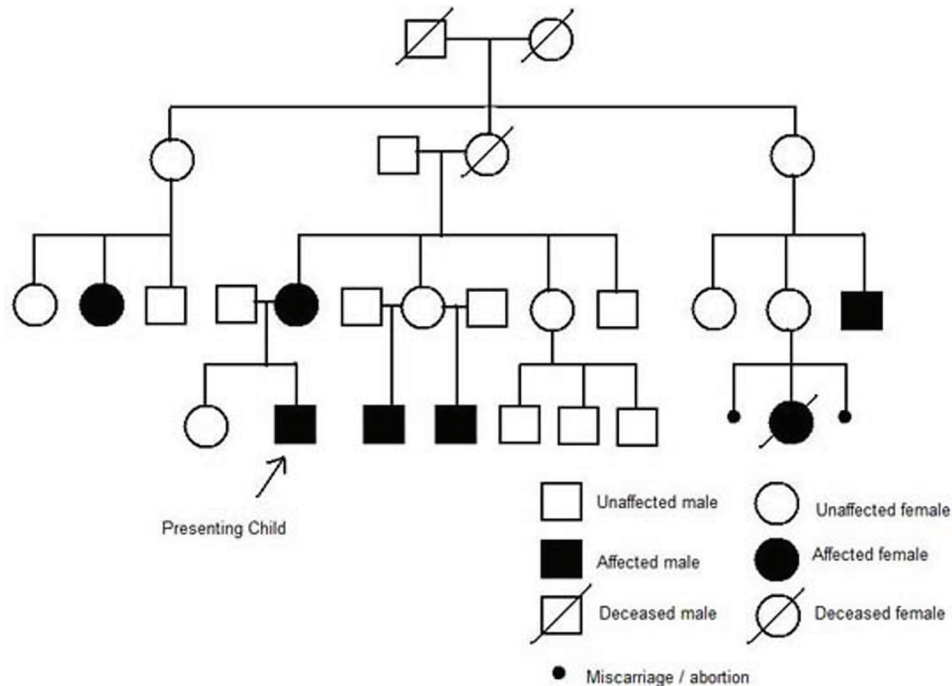 Presenting Child
Unaffected male
Unaffected female
Affected male
Affected female
Deceased male
Deceased female
Miscarriage / abortion